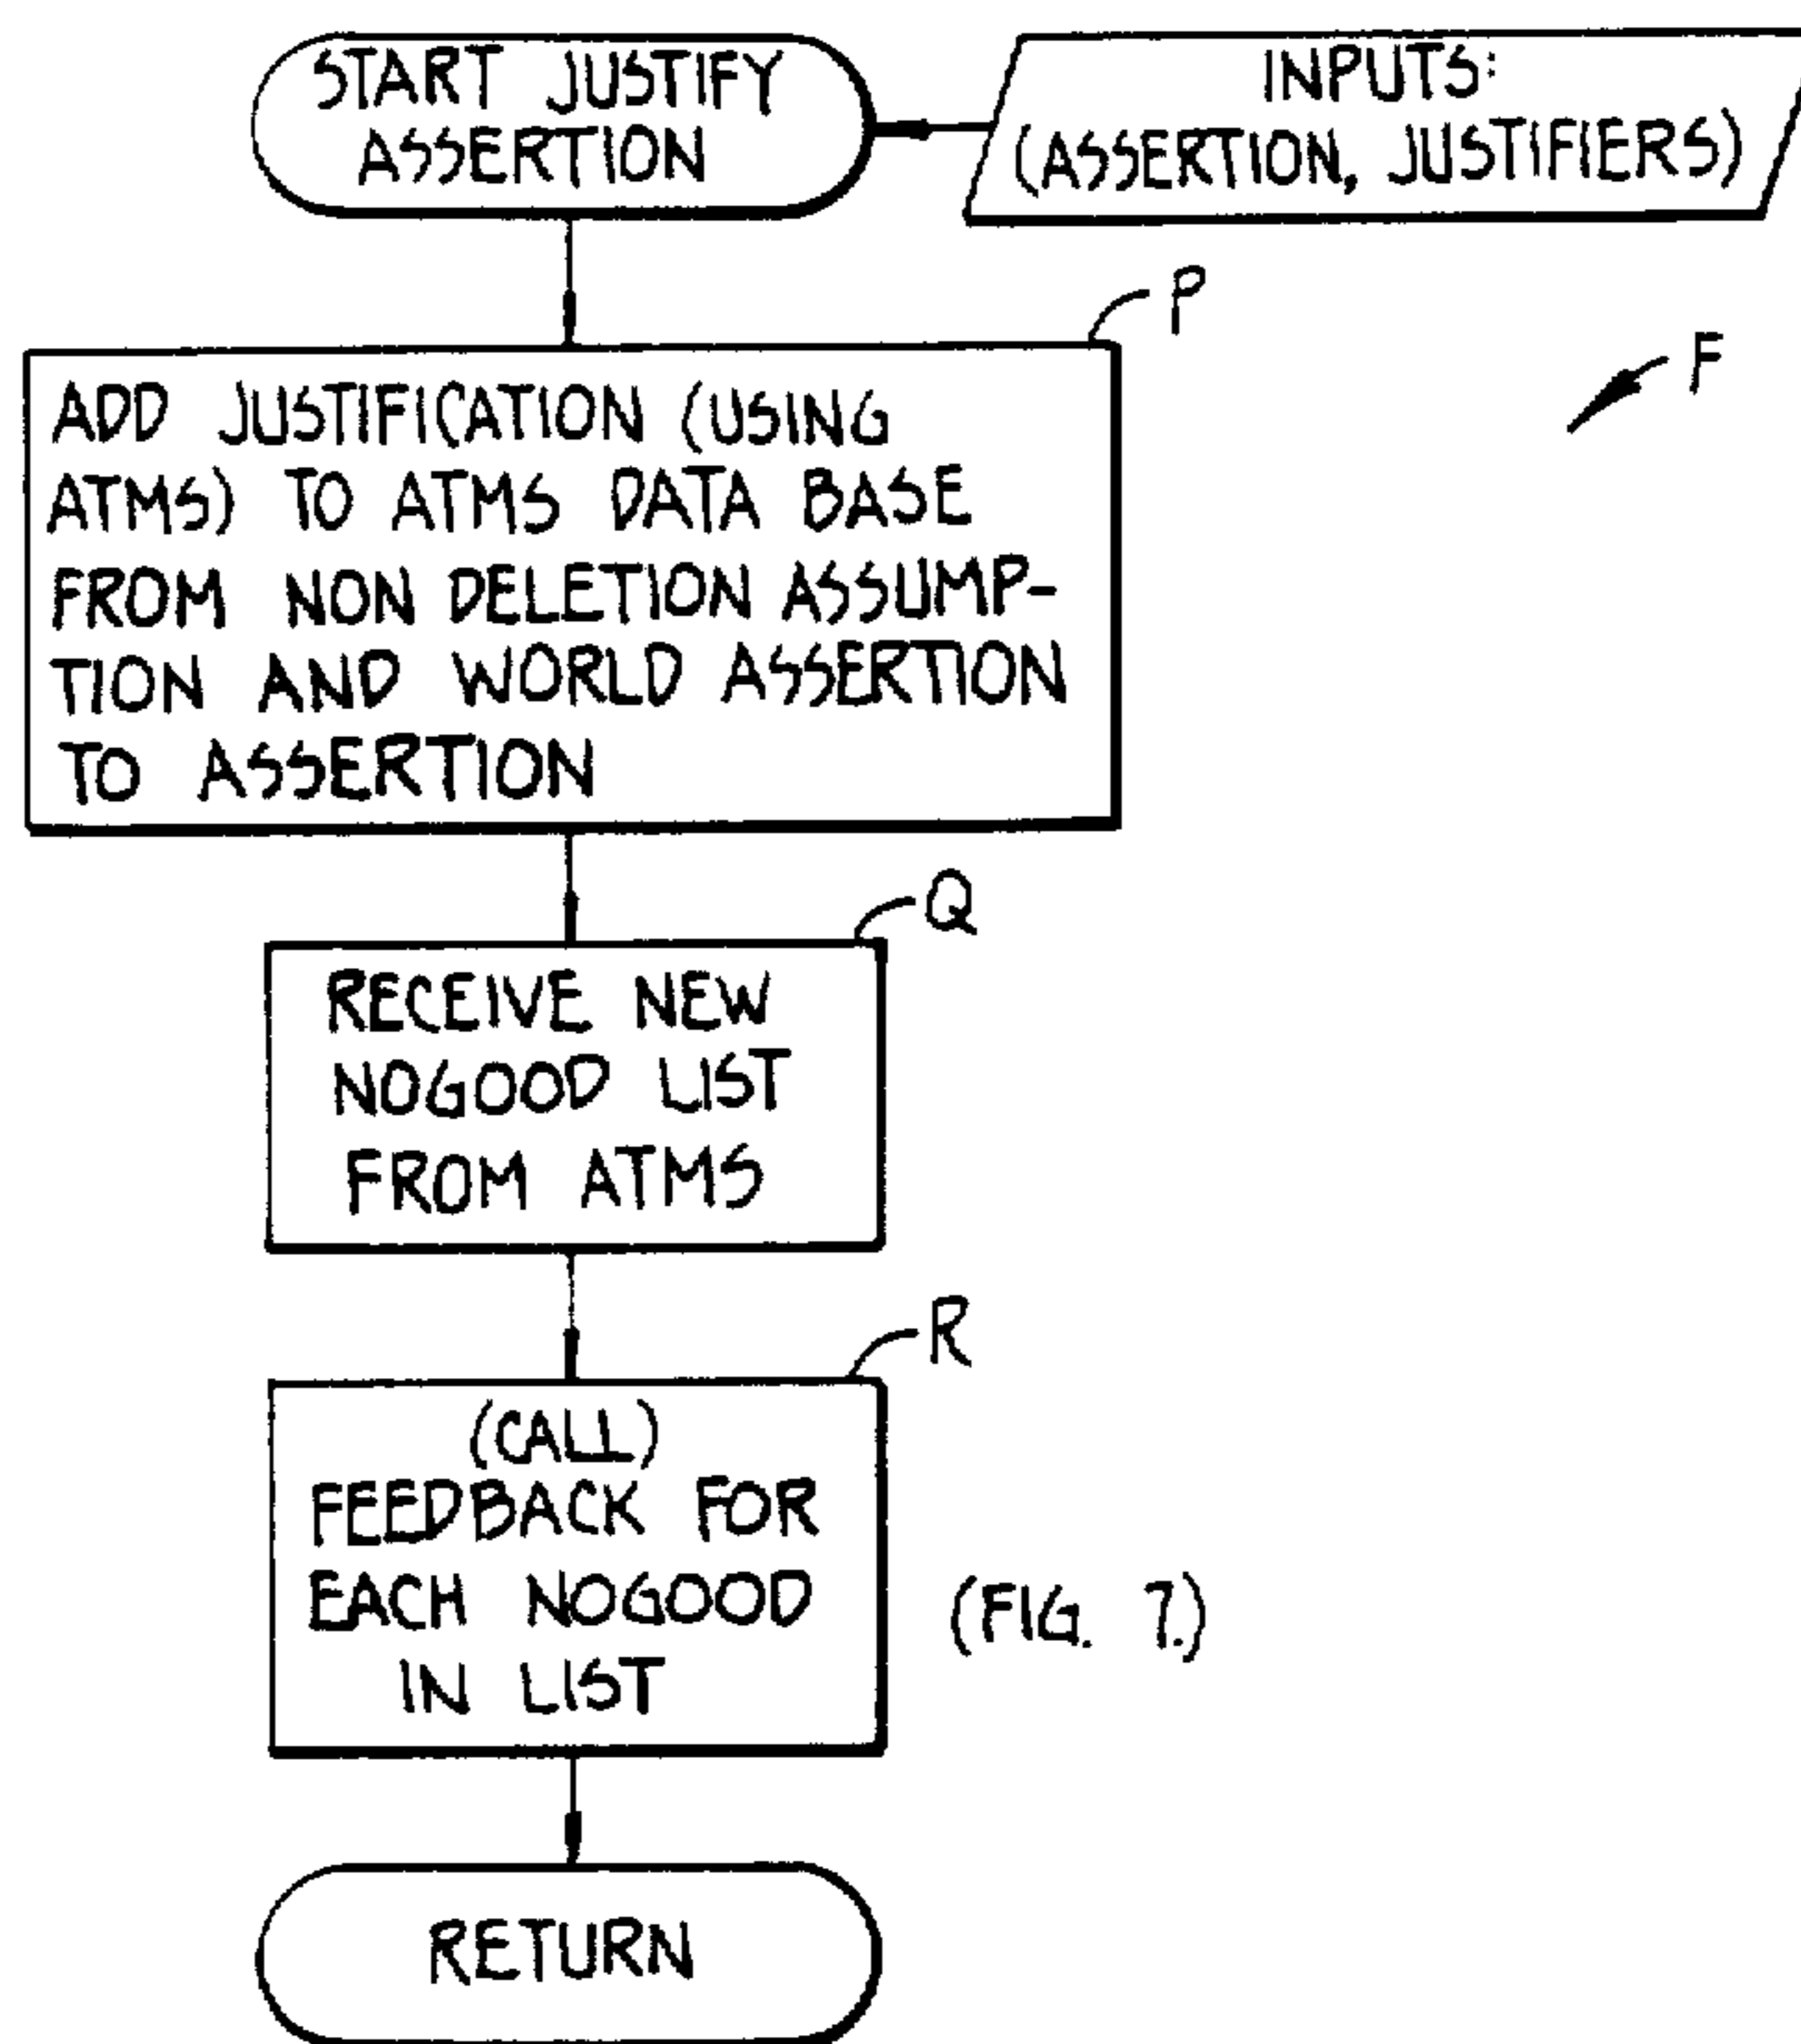 START JUSTIFY
ASSERTION
INPUTS:
(ASSERTION, JUSTIFIERS)
P
F
ADD JUSTIFICATION (USING
ATMS) TO ATMS DATA BASE
FROM NON DELETION ASSUMP-
TION AND WORLD ASSERTION
TO ASSERTION
Q
RECEIVE NEW
NOGOOD LIST
FROM ATMS
R
(CALL)
FEEDBACK FOR
EACH NOGOOD
IN LIST
(FIG. 7.)
RETURN